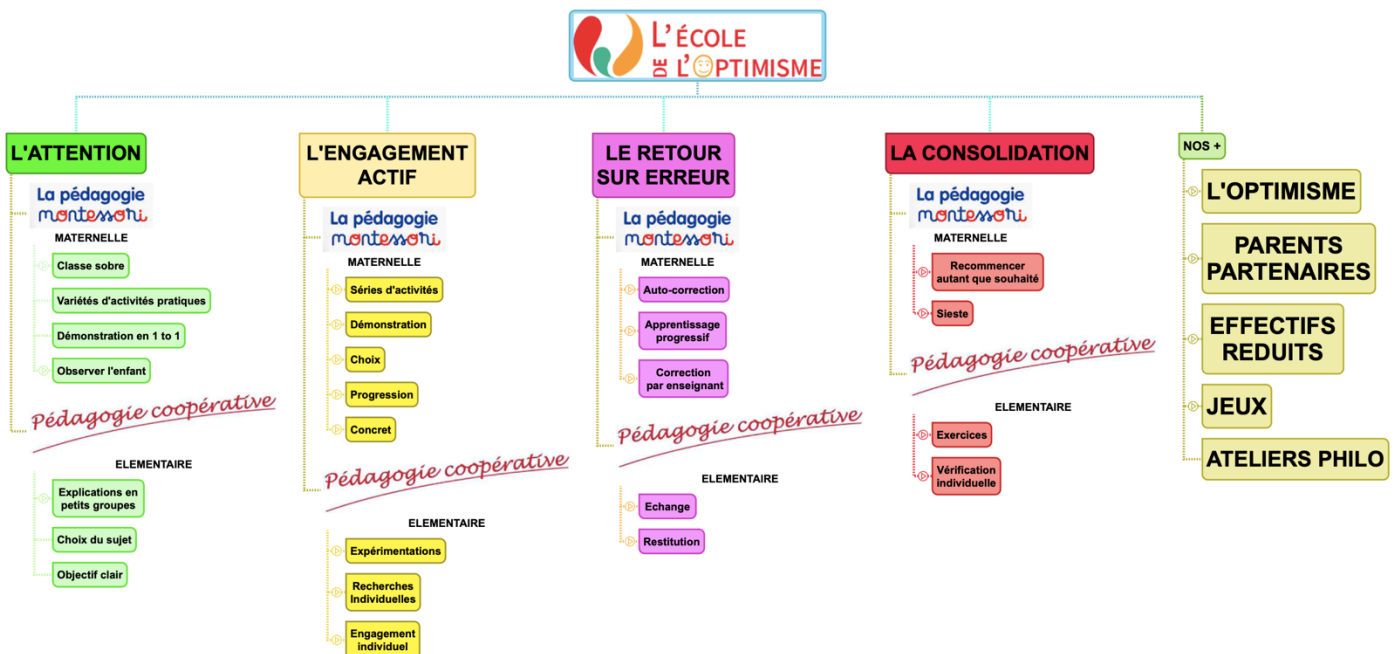 L'ÉCOLE
DE L'OPTIMISME
L'ATTENTION
La pédagogie
montessori
MATERNELLE
Classe sobre
Variétés d'activités pratiques
Démonstration en 1 to 1
Observer l'enfant
Pédagogie coopérative
ELEMENTAIRE
Explications en
petits groupes
Choix du sujet
Objectif clair
L'ENGAGEMENT
ACTIF
La pédagogie
montessori
MATERNELLE
Séries d'activités
Démonstration
Choix
Progression
Concret
Pédagogie coopérative
ELEMENTAIRE
Expérimentations
Recherches
Individuelles
Engagement
individuel
LE RETOUR
SUR ERREUR
La pédagogie
montessori
MATERNELLE
Auto-correction
Apprentissage
progressif
Correction
par enseignant
Pédagogie coopérative
ELEMENTAIRE
Echange
Restitution
LA CONSOLIDATION
La pédagogie
montessori
MATERNELLE
Recommencer
autant que souhaité
Sieste
Pédagogie coopérative
ELEMENTAIRE
Exercices
Vérification
individuelle
NOS +
L'OPTIMISME
PARENTS
PARTENAIRES
EFFECTIFS
REDUITS
JEUX
ATELIERS PHILO